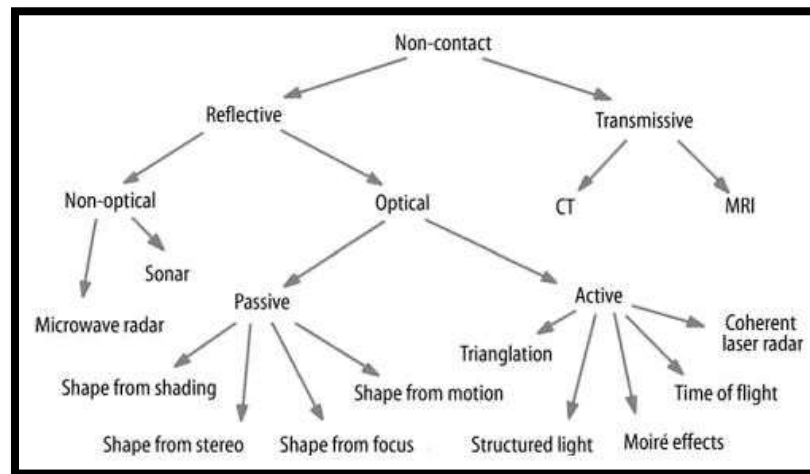 Non-contact
Reflective
Transmissive
Non-optical
Optical
CT
MRI
Sonar
Microwave radar
Passive
Active
Trianglation
Coherent
laser radar
Shape from shading
Shape from motion
Time of flight
Shape from stereo
Shape from focus
Structured light
Moiré effects